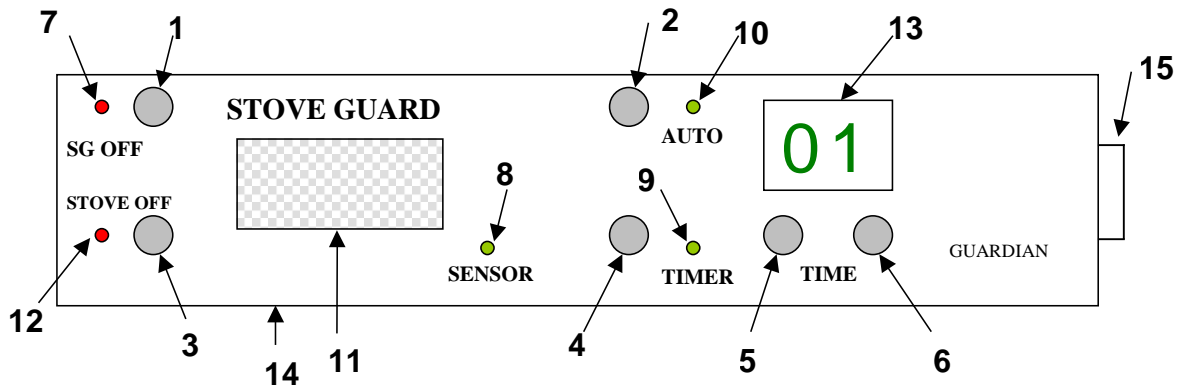 7
1
2
10
13
15
STOVE GUARD
SG OFF
AUTO
01
STOVE OFF
8
9
SENSOR
TIMER
TIME
GUARDIAN
12
3
14
11
4
5
6